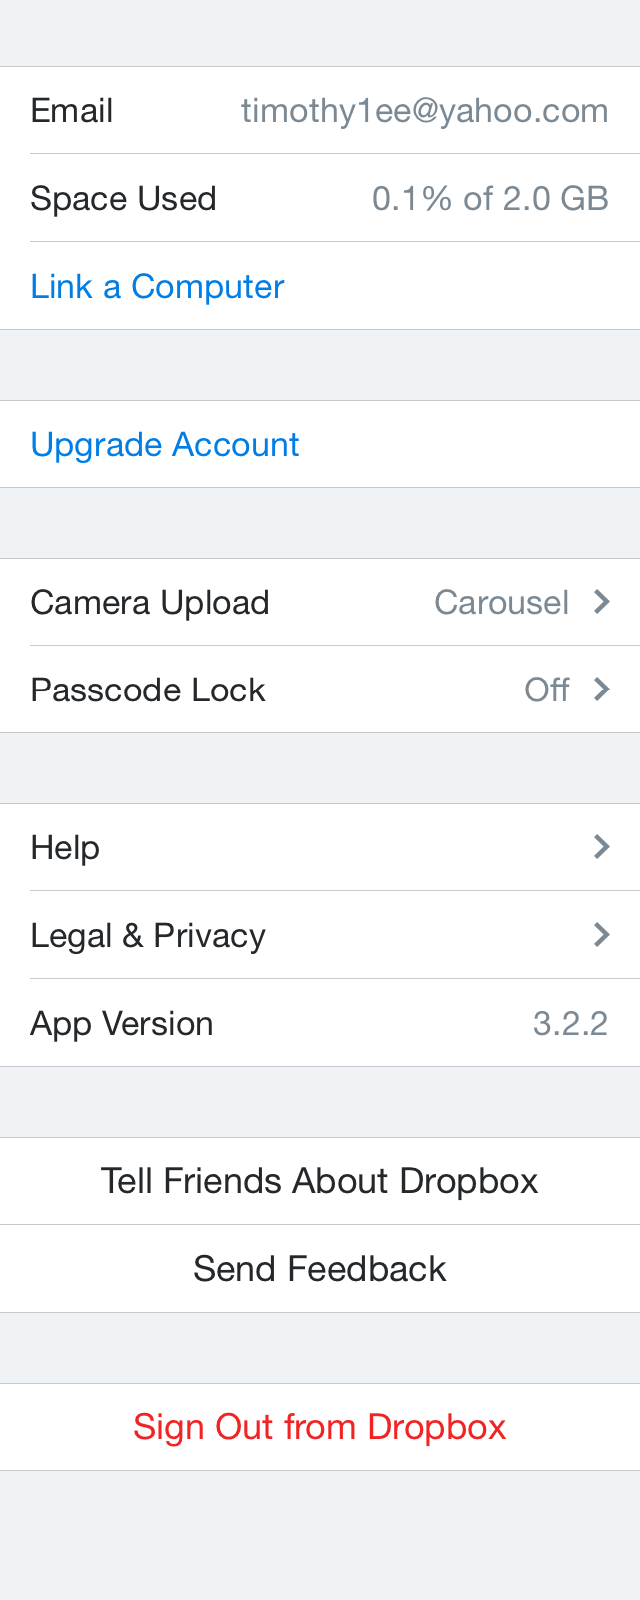 Email timothy1ee@yahoo.com
Space Used 0.1% of 2.0 GB
Link a Computer
Upgrade Account
Camera Upload Carousel
Passcode Lock Off
Help
Legal & Privacy
App Version 3.2.2
Tell Friends About Dropbox
Send Feedback
Sign Out from Dropbox